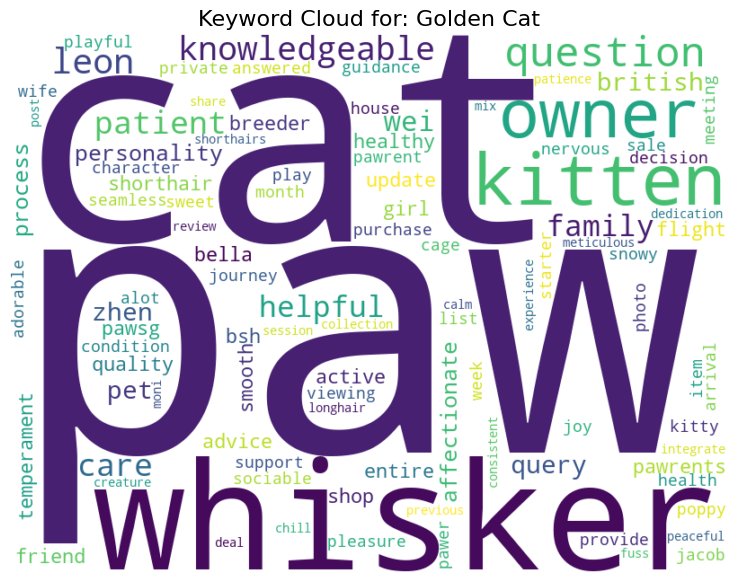 Keyword Cloud for: Golden Cat
playful
leon
knowledgeable
question
private answered
guidance
patience
british
wife
post
share
cat
house
mix
owner
meeting
patient
breeder
wei
shorthairs
healthy
nervous
sale
process
personality
pawrent
decision
character
play
update
kitten
shorthair
month
seamless
sweet
girl
dedication
review
purchase
family
flight
bella
cage
meticulous
snowy
journey
starter
adorable
paw
alot
helpful
calm
experience
photo
zhen
list
pawsg
session
collection
bsh
condition
smooth
quality
active
week
item
arrival
pet
moni
viewing
longhair
kitty
affectionate
joy
temperament
advice
consistent
integrate
care
support
entire
query
pawrents
creature
sociable
health
whisker
shop
previous
poppy
chill
pawer
deal
pleasure
provide
peaceful
friend
fuss
jacob